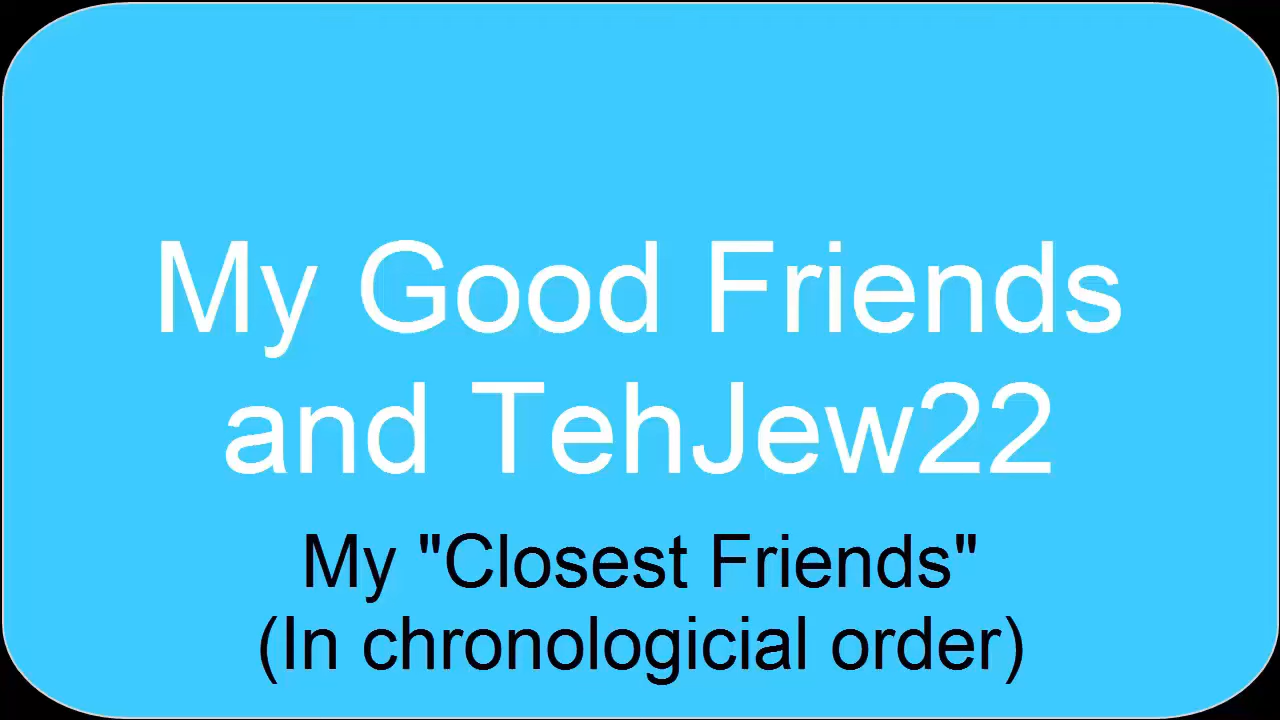 My Good Friends
and TehJew22
My "Closest Friends"
(In chronologicial order)